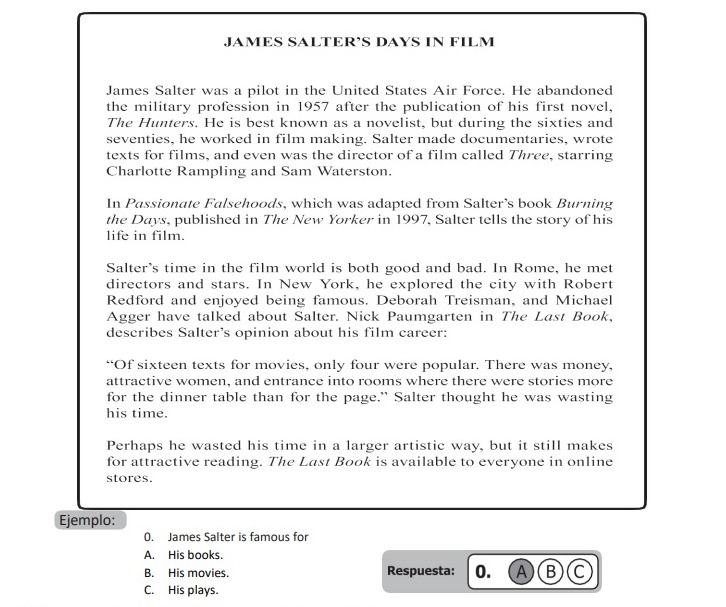 JAMES SALTER'S DAYS IN FILM
James Salter was a pilot in the United States Air Force. He abandoned
the military profession in 1957 after the publication of his first novel,
The Hunters. He is best known as a novelist, but during the sixties and
seventies, he worked in film making. Salter made documentaries, wrote
texts for films, and even was the director of a film called Three, starring
Charlotte Rampling and Sam Waterston.
In Passionate Falsehoods, which was adapted from Salter's book Burning
the Days, published in The New Yorker in 1997, Salter tells the story of his
life in film.
Salter's time in the film world is both good and bad. In Rome, he met
directors and stars. In New York, he explored the city with Robert
Redford and enjoyed being famous. Deborah Treisman, and Michael
Agger have talked about Salter. Nick Paumgarten in The Last Book,
describes Salter's opinion about his film career:
“Of sixteen texts for movies, only four were popular. There was money,
attractive women, and entrance into rooms where there were stories more
for the dinner table than for the page.” Salter thought he was wasting
his time.
Perhaps he wasted his time in a larger artistic way, but it still makes
for attractive reading. The Last Book is available to everyone in online
stores.
Ejemplo:
0. James Salter is famous for
A. His books.
B. His movies.
C. His plays.
Respuesta: 0. A B C